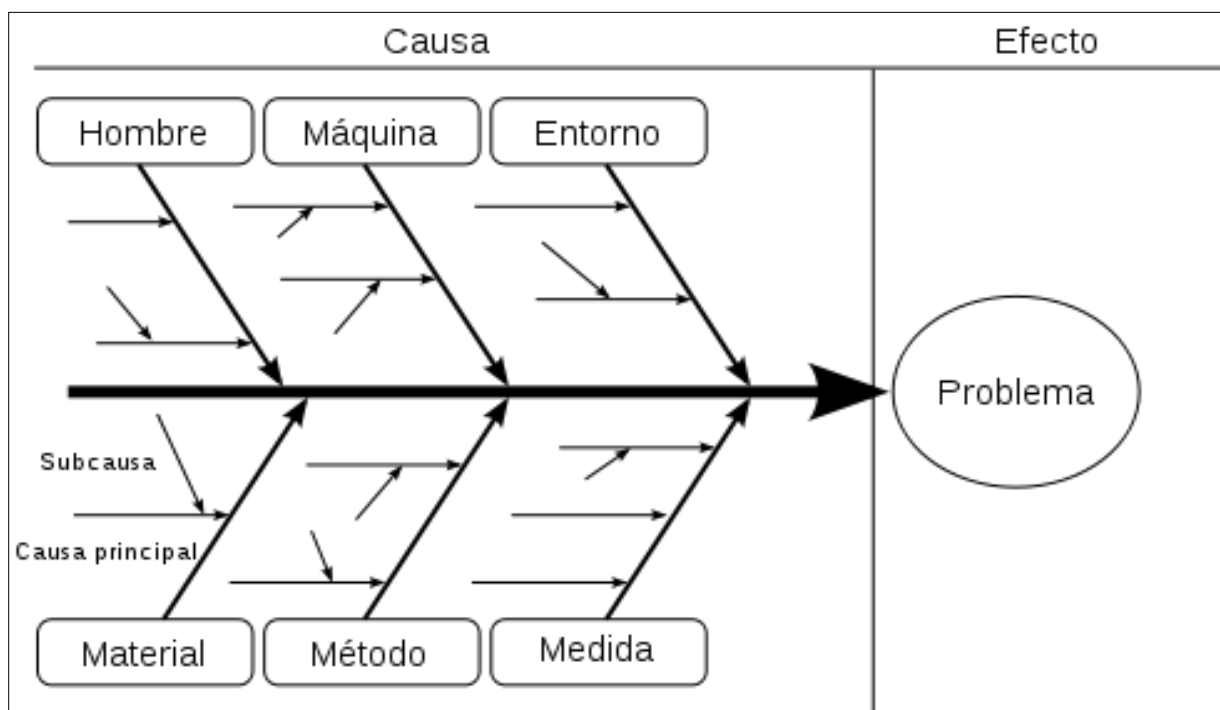 Causa
Efecto
Hombre
Máquina
Entorno
Problema
Subcausa
Causa principal
Material
Método
Medida